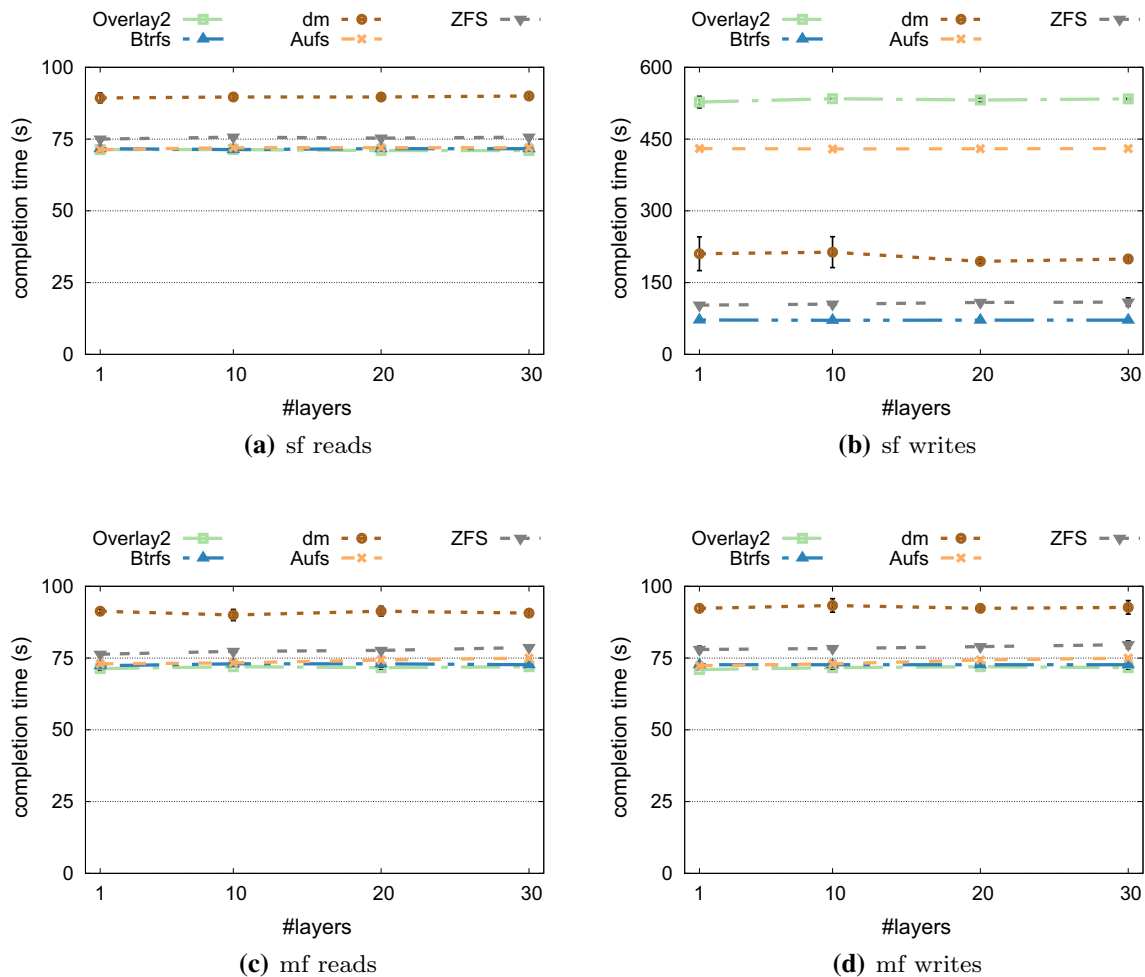 Overlay2 dm ZFS
Btrfs Aufs
100
75
50
25
0
completion time (s)
1 10 20 30
#layers
(a) sf reads
Overlay2 dm ZFS
Btrfs Aufs
600
450
300
150
0
completion time (s)
1 10 20 30
#layers
(b) sf writes
Overlay2 dm ZFS
Btrfs Aufs
100
75
50
25
0
completion time (s)
1 10 20 30
#layers
(c) mf reads
Overlay2 dm ZFS
Btrfs Aufs
100
75
50
25
0
completion time (s)
1 10 20 30
#layers
(d) mf writes